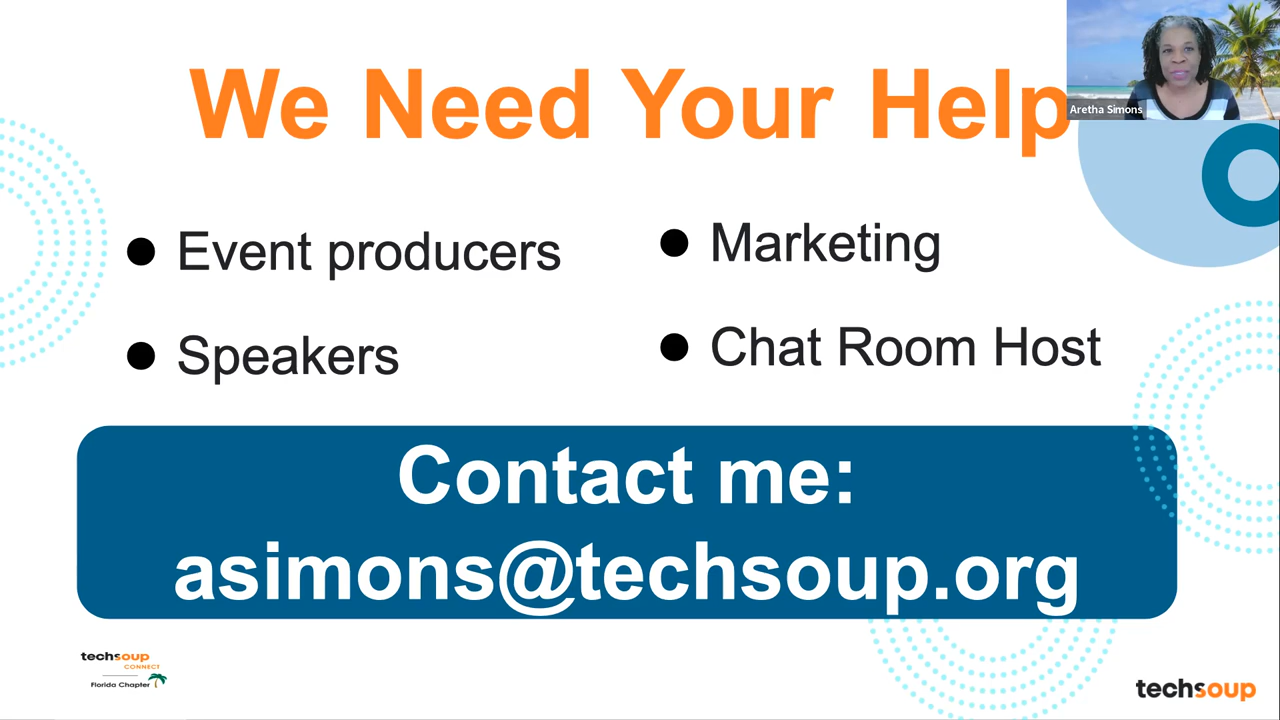 We Need Your Help
Aretha Simons
Event producers
Speakers
Marketing
Chat Room Host
Contact me:
asimons@techsoup.org
techsoup
CONNECT
Florida Chapter
techsoup